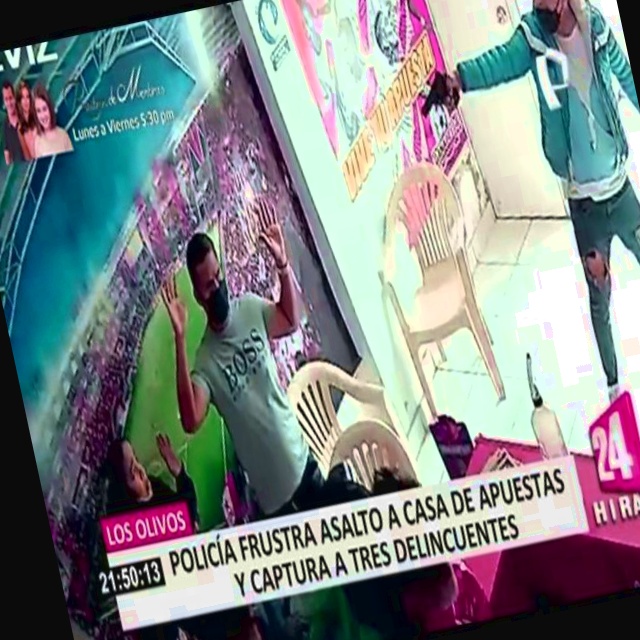 Lunes a Viernes 5:30 pm
BOSS
24
HIRA
LOS OLIVOS
21:50:13
POLICÍA FRUSTRA ASALTO A CASA DE APUESTAS
Y CAPTURA A TRES DELINCUENTES